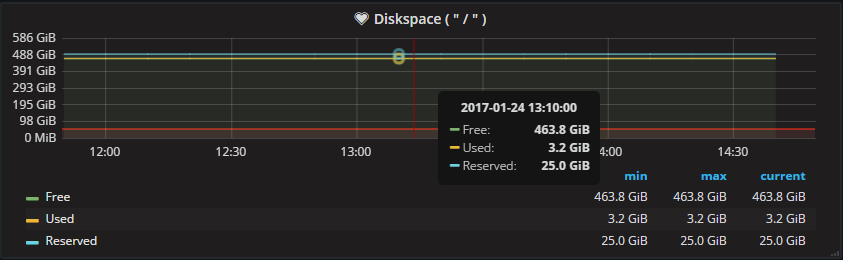 Diskspace ( " / " )
586 GiB
488 GiB
391 GiB
293 GiB
195 GiB
98 GiB
0 MiB
12:00 12:30 13:00 4:00 14:30
2017-01-24 13:10:00
Free: 463.8 GiB
Used: 3.2 GiB
Reserved: 25.0 GiB
min max current
Free 463.8 GiB 463.8 GiB 463.8 GiB
Used 3.2 GiB 3.2 GiB 3.2 GiB
Reserved 25.0 GiB 25.0 GiB 25.0 GiB